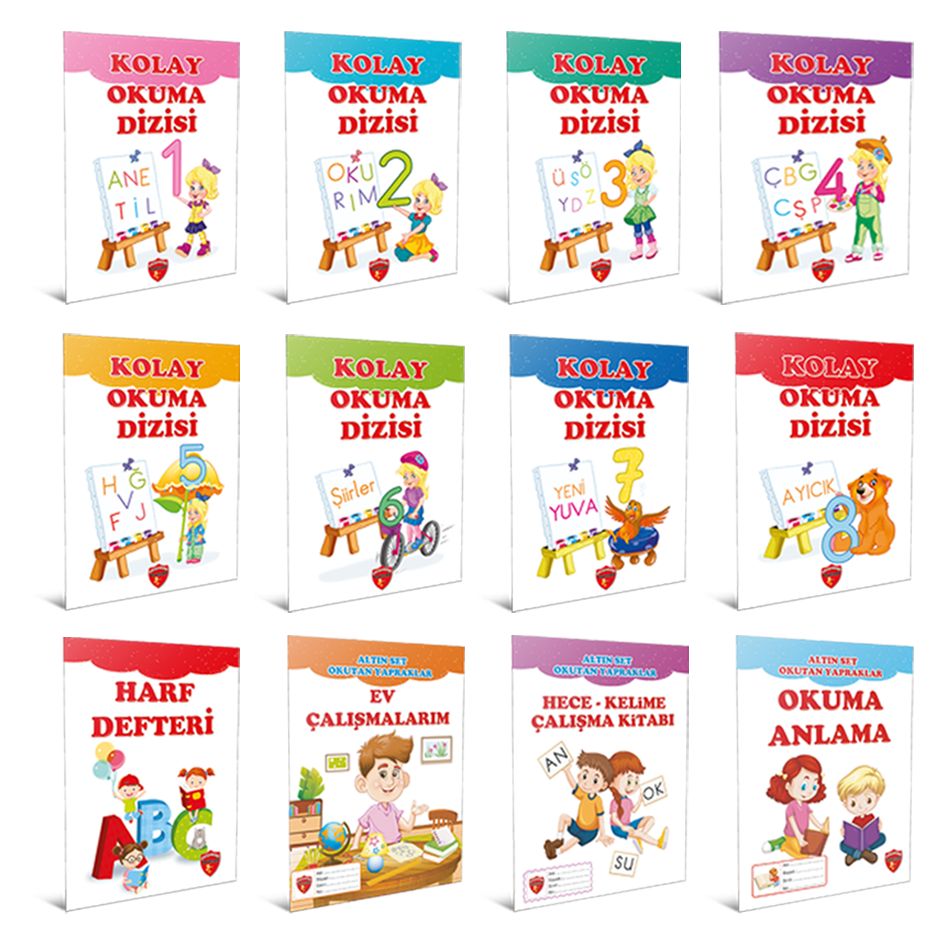 KOLAY
OKUMA
DİZİSİ
1
ANE
TİL
KOLAY
OKUMA
DİZİSİ
2
OKU
RIM
KOLAY
OKUMA
DİZİSİ
3
ÜSÖ
YDZ
KOLAY
OKUMA
DİZİSİ
4
ÇBG
CŞP
KOLAY
OKUMA
DİZİSİ
5
HVĞ
FJ
KOLAY
OKUMA
DİZİSİ
6
Şiirler
KOLAY
OKUMA
DİZİSİ
7
YENİ
YUVA
KOLAY
OKUMA
DİZİSİ
8
AYICIK
HARF
DEFTERİ
ABC
ALTIN SET
OKUTAN YAPRAKLAR
EV
ÇALIŞMALARIM
ALTIN SET
OKUTAN YAPRAKLAR
HECE - KELİME
ÇALIŞMA KİTABI
AN
OK
SU
ALTIN SET
OKUTAN YAPRAKLAR
OKUMA
ANLAMA